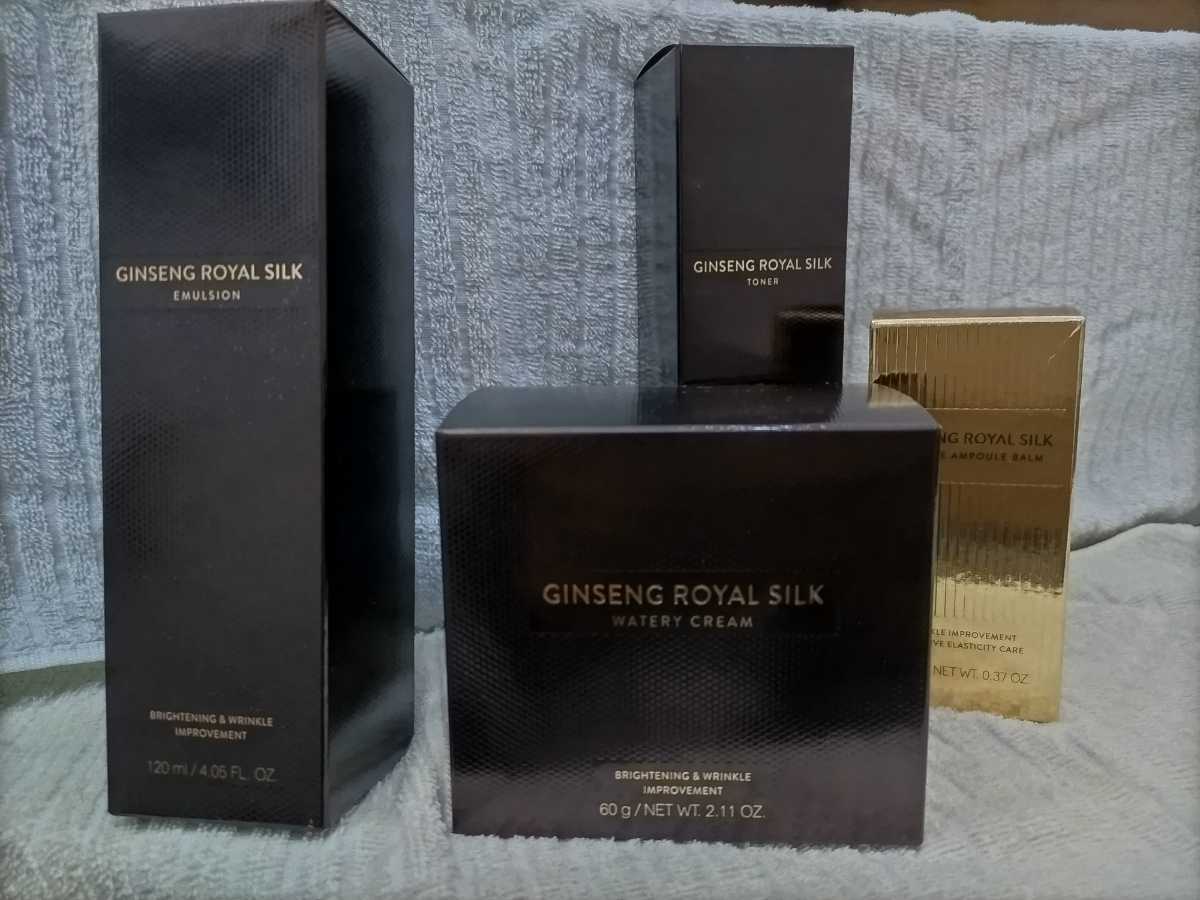 GINSENG ROYAL SILK
EMULSION
BRIGHTENING & WRINKLE
IMPROVEMENT
120 ml / 4.05 FL. OZ.
GINSENG ROYAL SILK
TONER
GINSENG ROYAL SILK
WATERY CREAM
BRIGHTENING & WRINKLE
IMPROVEMENT
60 g / NET WT. 2.11 OZ.
ROYAL SILK
AMPOULE BALM
IMPROVEMENT
ELASTICITY CARE
NET WT. 0.37 OZ.